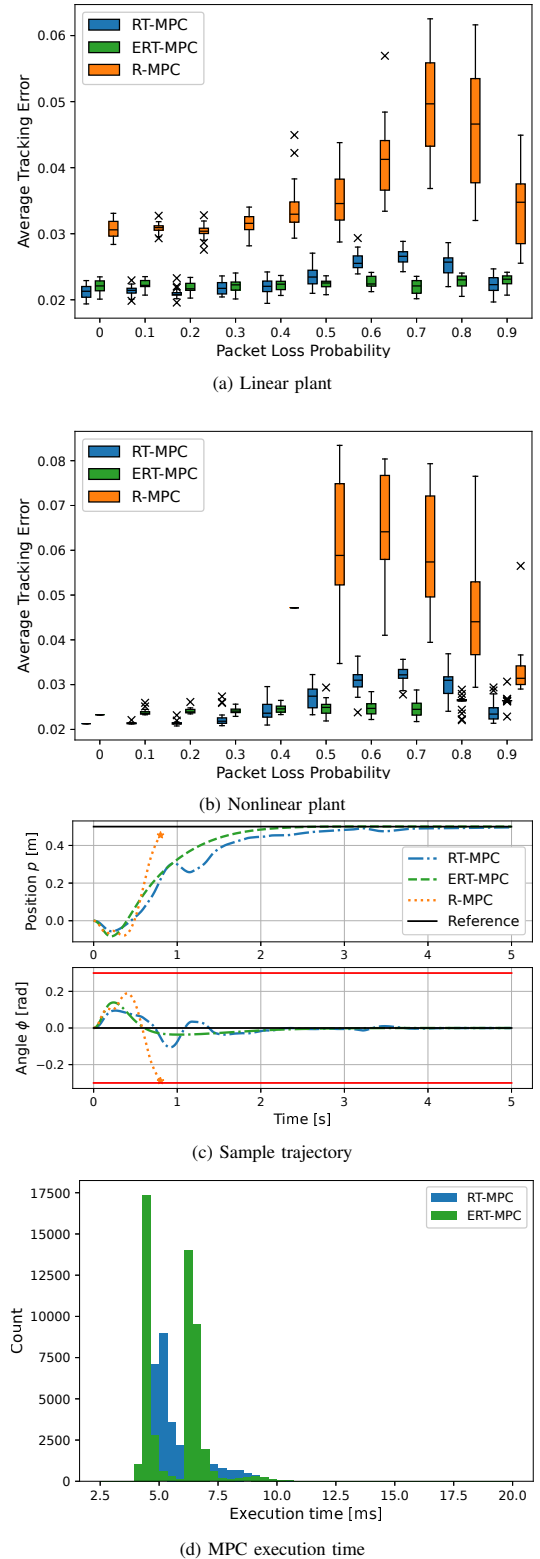 RT-MPC
ERT-MPC
R-MPC
Average Tracking Error
0.06
0.05
0.04
0.03
0.02
0 0.1 0.2 0.3 0.4 0.5 0.6 0.7 0.8 0.9
Packet Loss Probability
(a) Linear plant
RT-MPC
ERT-MPC
R-MPC
Average Tracking Error
0.08
0.07
0.06
0.05
0.04
0.03
0.02
0 0.1 0.2 0.3 0.4 0.5 0.6 0.7 0.8 0.9
Packet Loss Probability
(b) Nonlinear plant
Position p [m]
0.4
0.2
0.0
RT-MPC
ERT-MPC
R-MPC
Reference
0 1 2 3 4 5
Angle ϕ [rad]
0.2
0.0
−0.2
0 1 2 3 4 5
Time [s]
(c) Sample trajectory
RT-MPC
ERT-MPC
Count
17500
15000
12500
10000
7500
5000
2500
0
2.5 5.0 7.5 10.0 12.5 15.0 17.5 20.0
Execution time [ms]
(d) MPC execution time